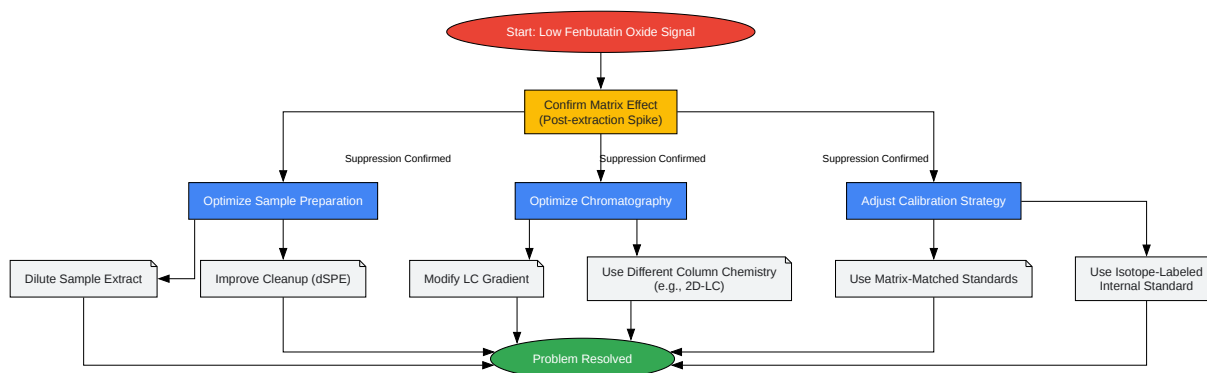 Start: Low Fenbutatin Oxide Signal
Confirm Matrix Effect
(Post-extraction Spike)
Suppression Confirmed
Suppression Confirmed
Suppression Confirmed
Optimize Sample Preparation
Optimize Chromatography
Adjust Calibration Strategy
Dilute Sample Extract
Improve Cleanup (dSPE)
Modify LC Gradient
Use Different Column Chemistry
(e.g., 2D-LC)
Use Matrix-Matched Standards
Use Isotope-Labeled
Internal Standard
Problem Resolved